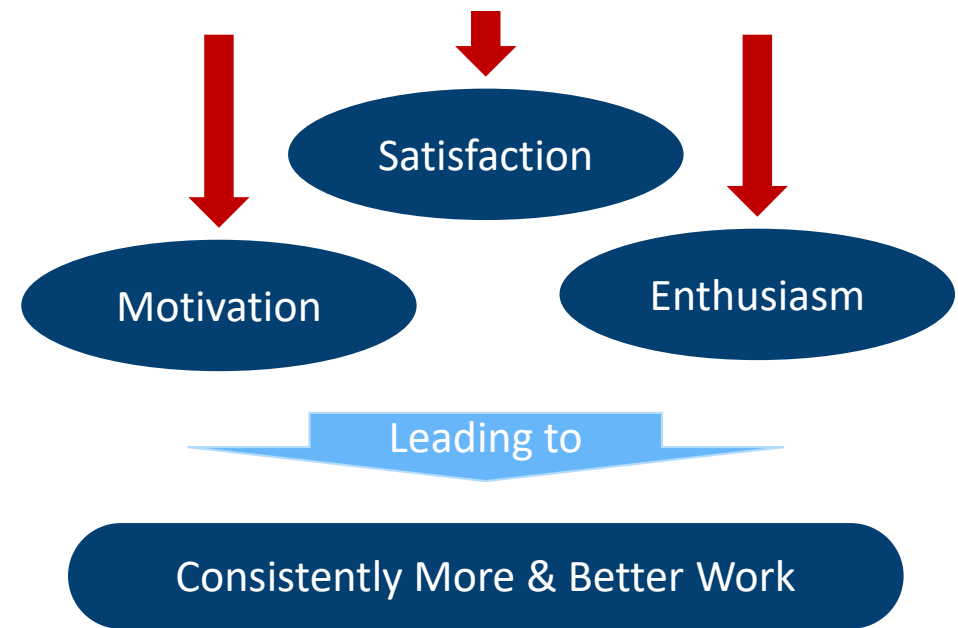 Satisfaction
Motivation
Enthusiasm
Leading to
Consistently More & Better Work